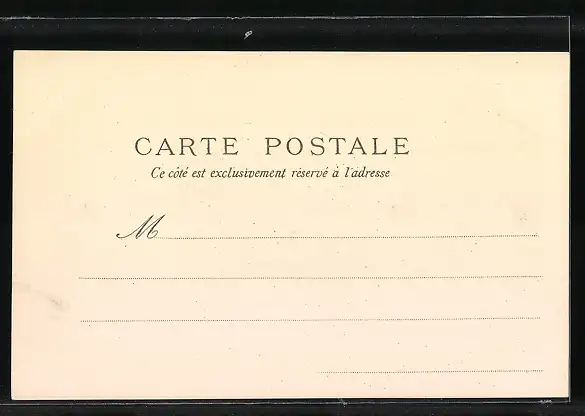 CARTE POSTALE
Ce côté est exclusivement réservé à l'adresse
M